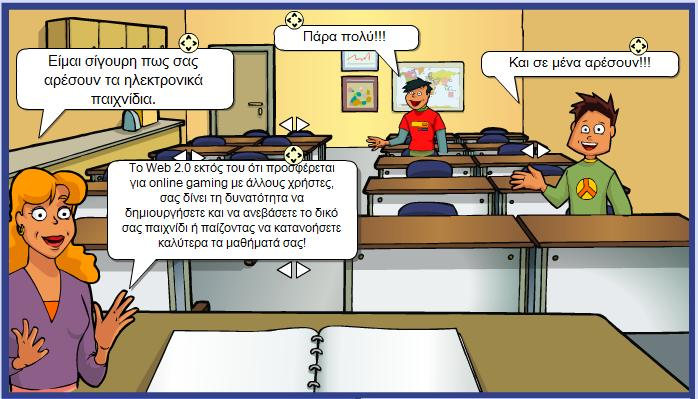 Είμαι σίγουρη πως σας
αρέσουν τα ηλεκτρονικά
παιχνίδια.
Πάρα πολύ!!!
Και σε μένα αρέσουν!!!
Το Web 2.0 εκτός του ότι προσφέρεται
για online gaming με άλλους χρήστες,
σας δίνει τη δυνατότητα να
δημιουργήσετε και να ανεβάσετε το δικό
σας παιχνίδι ή παίζοντας να κατανοήσετε
καλύτερα τα μαθήματά σας!